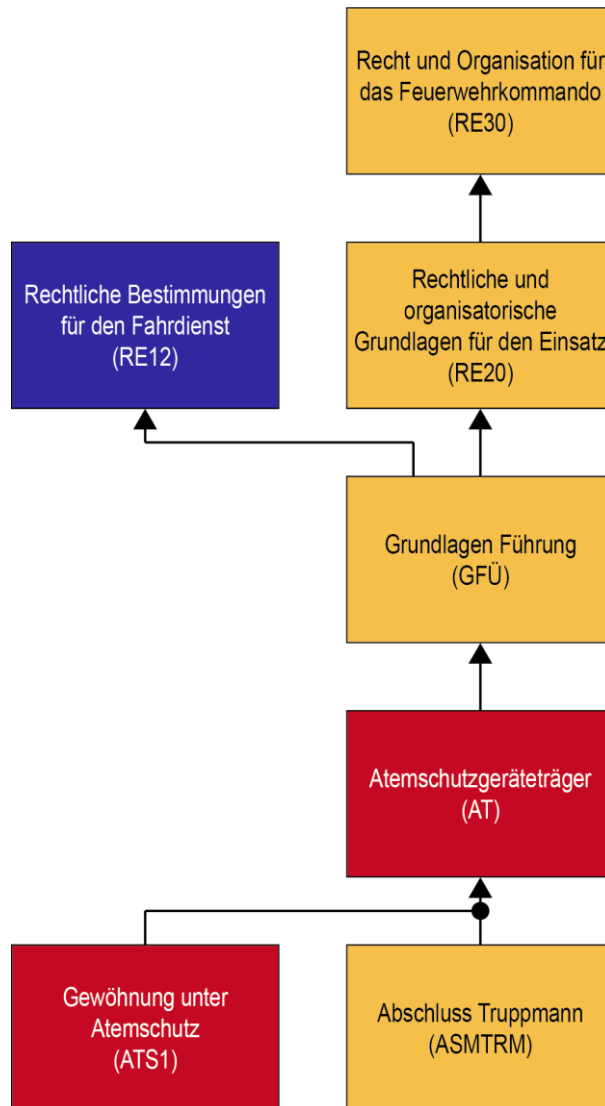 Recht und Organisation für
das Feuerwehrkommando
(RE30)
Rechtliche Bestimmungen
für den Fahrdienst
(RE12)
Rechtliche und
organisatorische
Grundlagen für den Einsatz
(RE20)
Grundlagen Führung
(GFÜ)
Atemschutzgeräteträger
(AT)
Gewöhnung unter
Atemschutz
(ATS1)
Abschluss Truppmann
(ASMTRM)